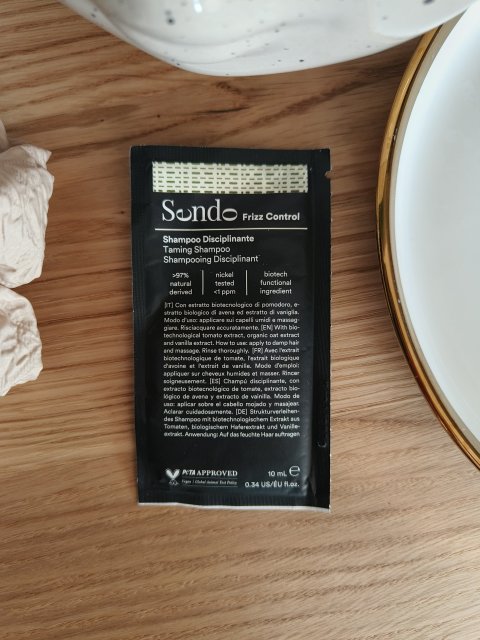 Sendo Frizz Control
Shampoo Disciplinante
Taming Shampoo
Shampooing Disciplinant
>97% natural derived
nickel tested <1 ppm
biotech functional ingredient
[IT] Con estratto biotecnologico di pomodoro, e-
stratto biologico di avena ed estratto di vaniglia.
Modo d'uso: applicare sui capelli umidi e massag-
giare. Risciacquare accuratamente. [EN] With bio-
technological tomato extract, organic oat extract
and vanilla extract. How to use: apply to damp hair
and massage. Rinse thoroughly. [FR] Avec l'extrait
biotechnologique de tomate, l'extrait biologique
d'avoine et l'extrait de vanille. Mode d'emploi:
appliquer sur cheveux humides et masser. Rincer
soigneusement. [ES] Champú disciplinante, con
extracto biotecnológico de tomate, extracto bio-
lógico de avena y extracto de vainilla. Modo de
uso: aplicar sobre el cabello mojado y masajear.
Aclarar cuidadosamente. [DE] Strukturverleihen-
des Shampoo mit biotechnologischem Extrakt aus
Tomaten, biologischem Haferextrakt und Vanille-
extrakt. Anwendung: Auf das feuchte Haar auftragen
PETA APPROVED
Vegan | Global Animal Test Policy
10 mL ℮
0.34 US/ÉU fl.oz.